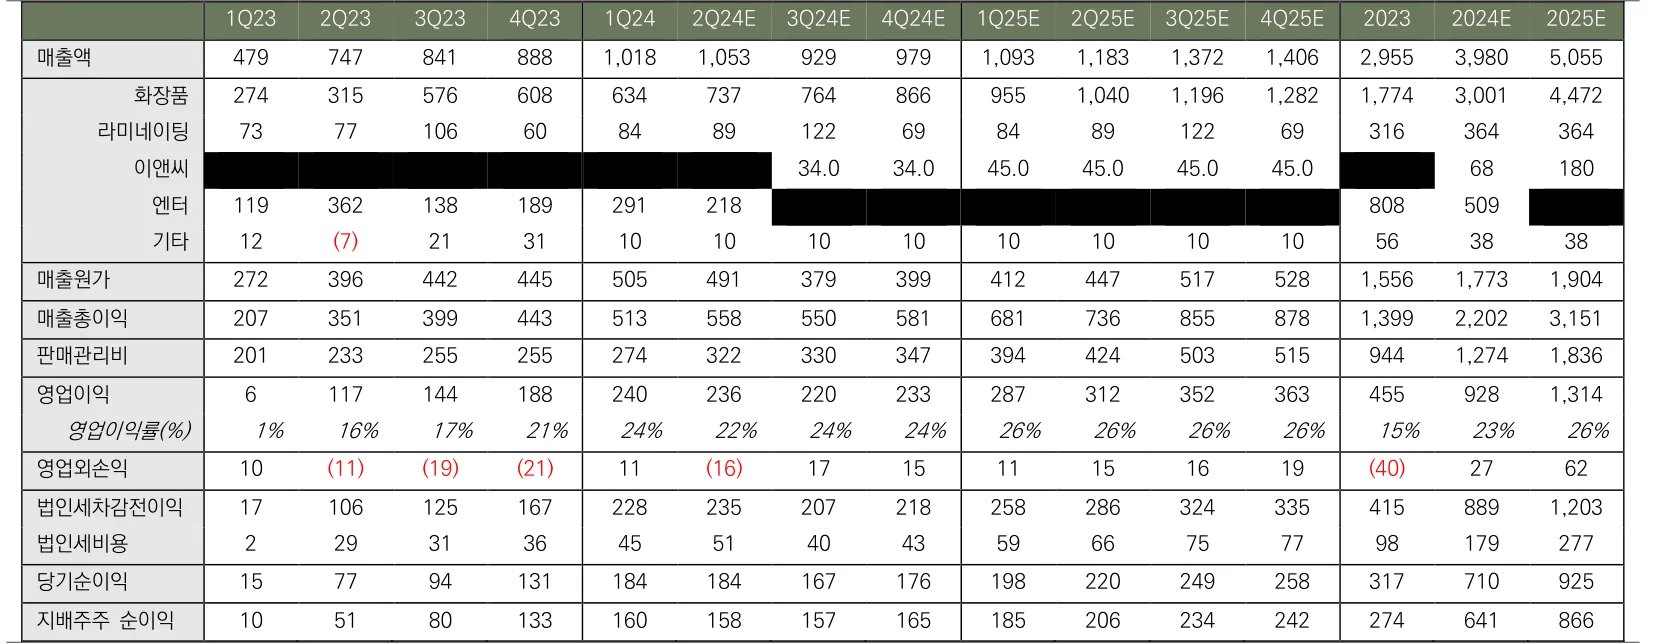 1Q23 2Q23 3Q23 4Q23 1Q24 2Q24E 3Q24E 4Q24E 1Q25E 2Q25E 3Q25E 4Q25E 2023 2024E 2025E
매출액 479 747 841 888 1,018 1,053 929 979 1,093 1,183 1,372 1,406 2,955 3,980 5,055
화장품 274 315 576 608 634 737 764 866 955 1,040 1,196 1,282 1,774 3,001 4,472
라미네이팅 73 77 106 60 84 89 122 69 84 89 122 69 316 364 364
이앤씨 34.0 34.0 45.0 45.0 45.0 45.0 68 180
엔터 119 362 138 189 291 218 808 509
기타 12 (7) 21 31 10 10 10 10 10 10 10 10 56 38 38
매출원가 272 396 442 445 505 491 379 399 412 447 517 528 1,556 1,773 1,904
매출총이익 207 351 399 443 513 558 550 581 681 736 855 878 1,399 2,202 3,151
판매관리비 201 233 255 255 274 322 330 347 394 424 503 515 944 1,274 1,836
영업이익 6 117 144 188 240 236 220 233 287 312 352 363 455 928 1,314
영업이익률(%) 1% 16% 17% 21% 24% 22% 24% 24% 26% 26% 26% 26% 15% 23% 26%
영업외손익 10 (11) (19) (21) 11 (16) 17 15 11 15 16 19 (40) 27 62
법인세차감전이익 17 106 125 167 228 235 207 218 258 286 324 335 415 889 1,203
법인세비용 2 29 31 36 45 51 40 43 59 66 75 77 98 179 277
당기순이익 15 77 94 131 184 184 167 176 198 220 249 258 317 710 925
지배주주 순이익 10 51 80 133 160 158 157 165 185 206 234 242 274 641 866